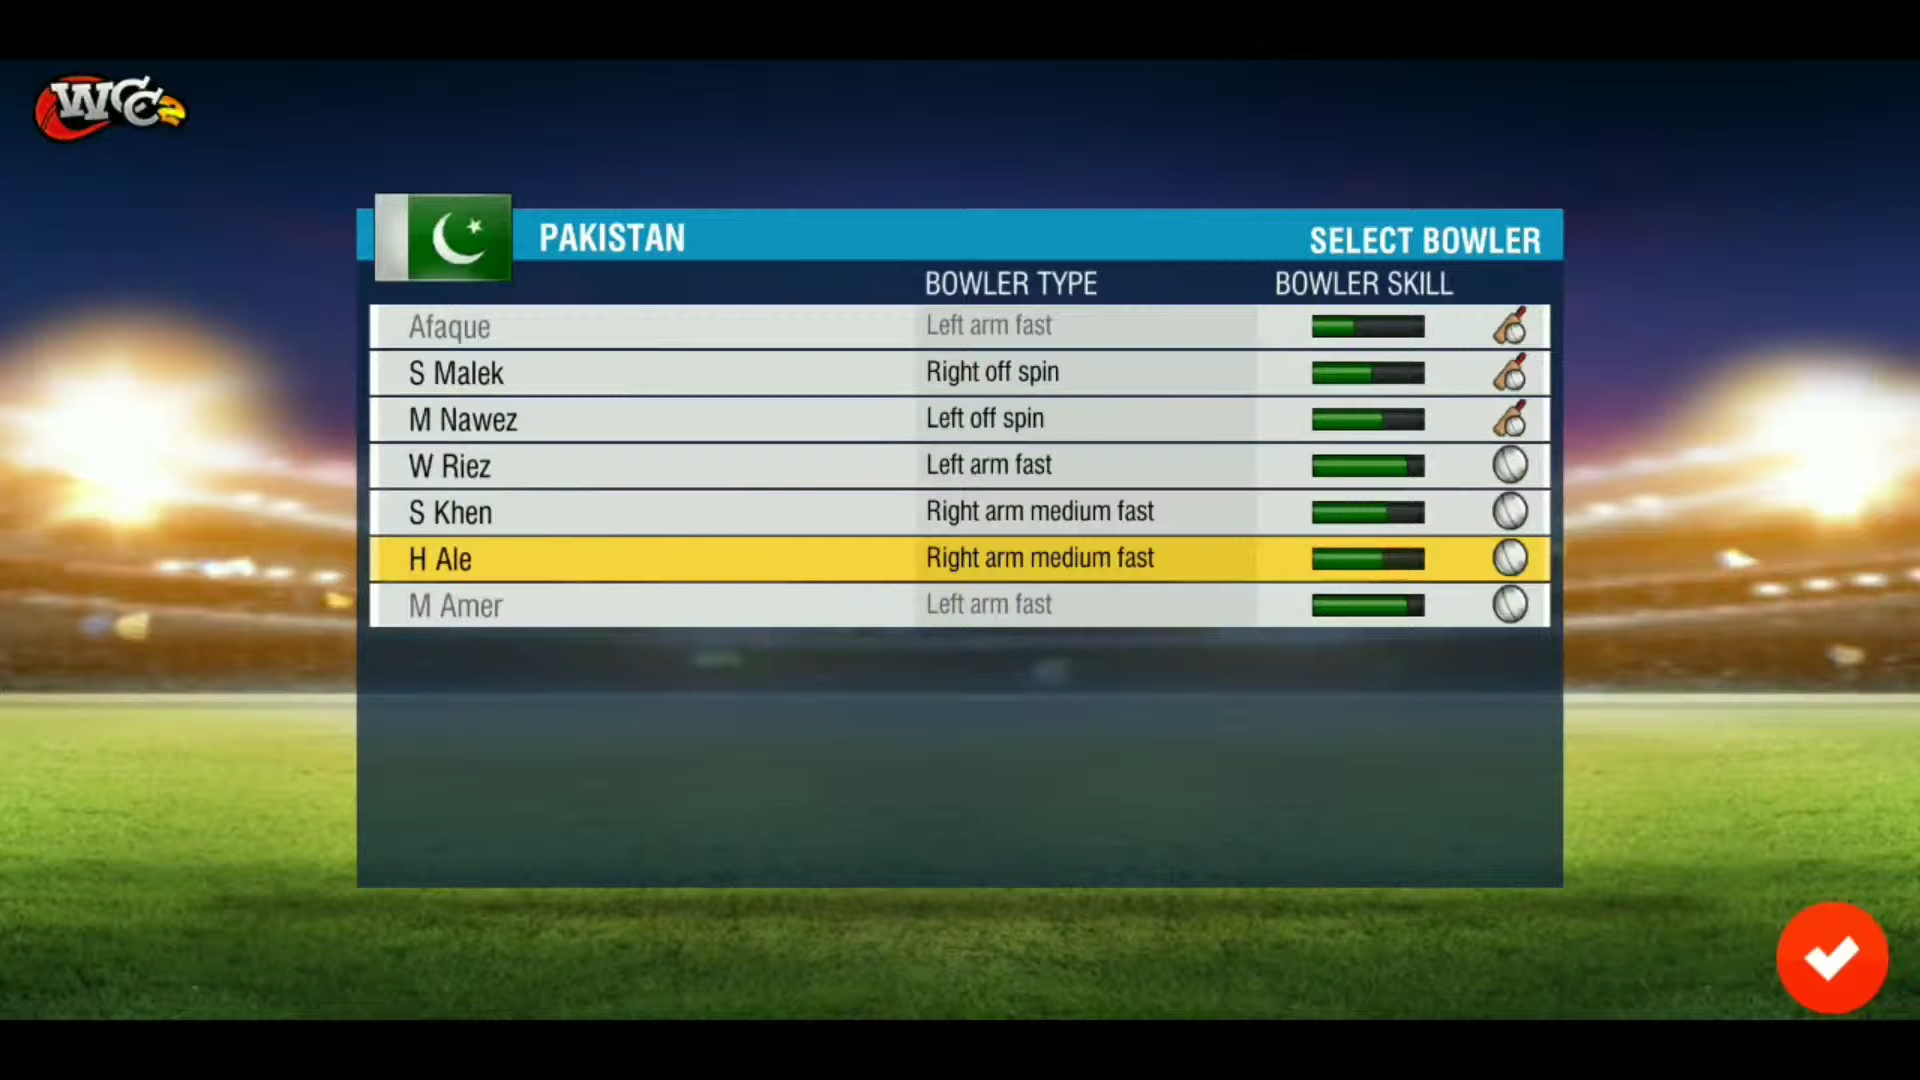 WCC
PAKISTAN SELECT BOWLER
BOWLER TYPE BOWLER SKILL
Afaque Left arm fast
S Malek Right off spin
M Nawez Left off spin
W Riez Left arm fast
S Khen Right arm medium fast
H Ale Right arm medium fast
M Amer Left arm fast